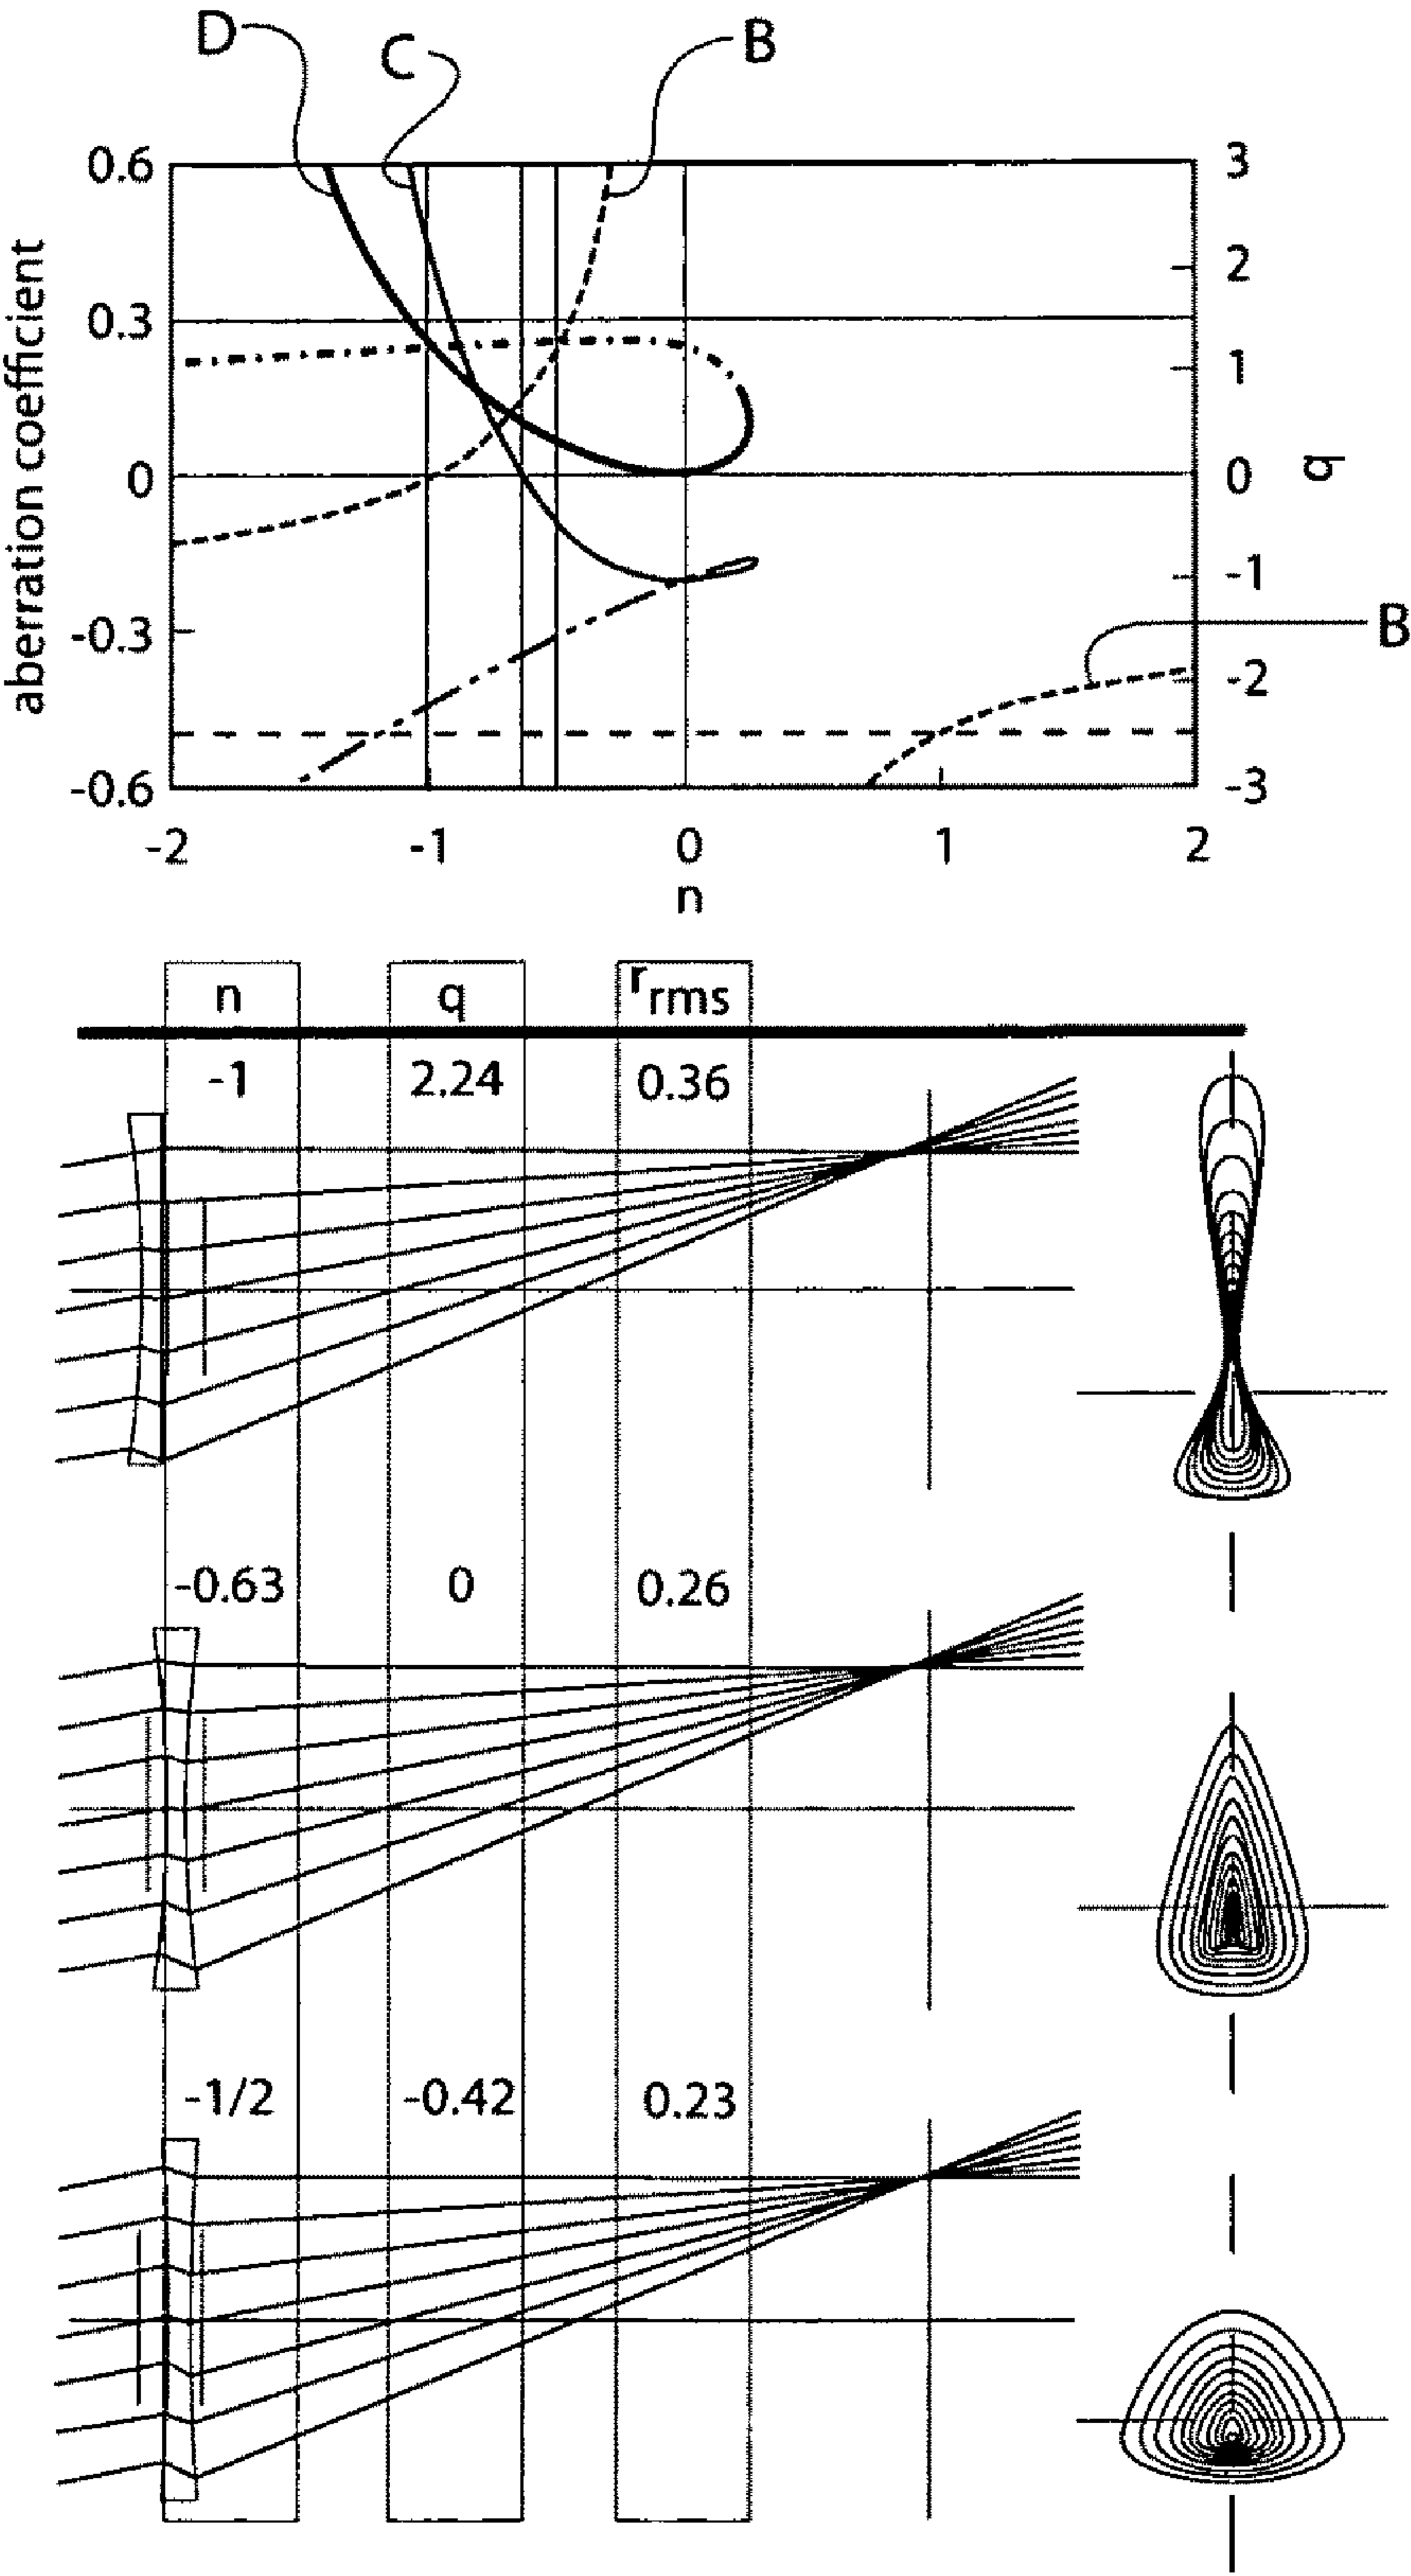 D
C
B
aberration coefficient
0.6
0.3
0
-0.3
-0.6
3
2
1
0
-1
-2
-3
q
B
-2
-1
0
1
2
n
n q rrms
-1 2.24 0.36
-0.63 0 0.26
-1/2 -0.42 0.23